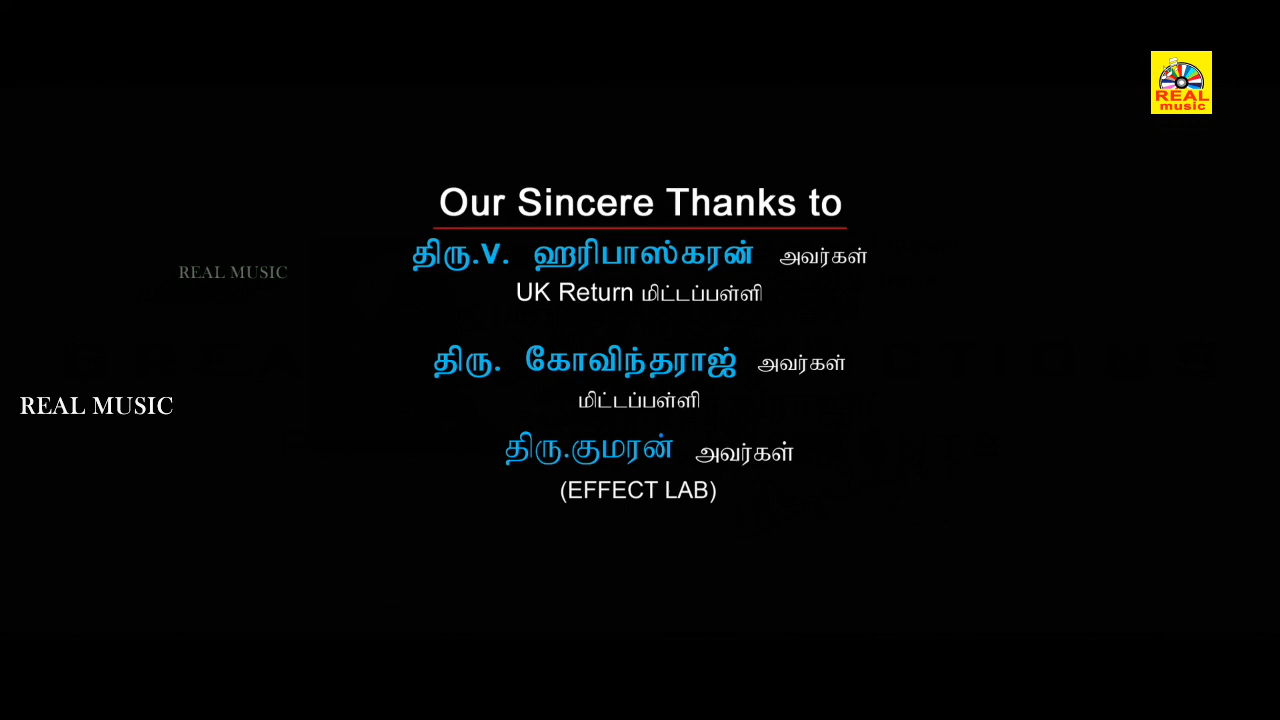 REAL
music
Our Sincere Thanks to
திரு.V. ஹரிபாஸ்கரன் அவர்கள்
REAL MUSIC
UK Return மிட்டப்பள்ளி
திரு. கோவிந்தராஜ் அவர்கள்
மிட்டப்பள்ளி
REAL MUSIC
திரு.குமரன் அவர்கள்
(EFFECT LAB)